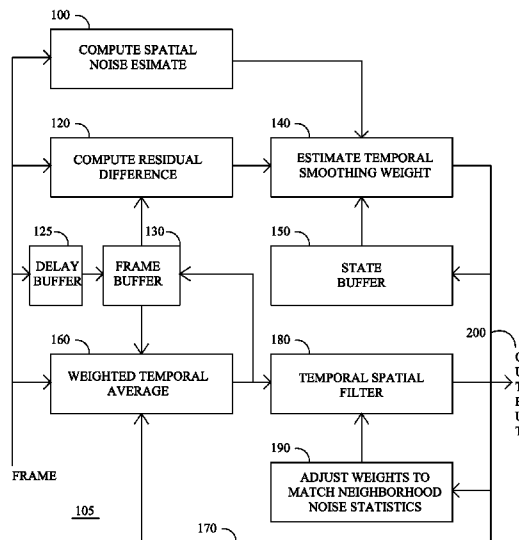 100
COMPUTE SPATIAL
NOISE ESIMATE
120
COMPUTE RESIDUAL
DIFFERENCE
140
ESTIMATE TEMPORAL
SMOOTHING WEIGHT
125
DELAY
BUFFER
130
FRAME
BUFFER
150
STATE
BUFFER
160
WEIGHTED TEMPORAL
AVERAGE
180
TEMPORAL SPATIAL
FILTER
200
OUTPUT
190
ADJUST WEIGHTS TO
MATCH NEIGHBORHOOD
NOISE STATISTICS
FRAME
105
170